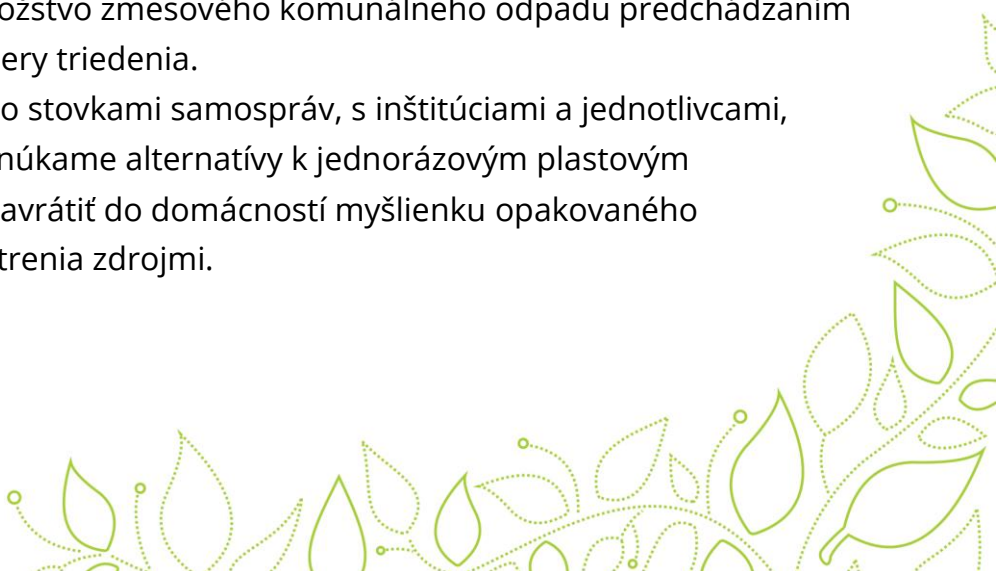 ožstvo zmesového komunálneho odpadu predchádzaním
ery triedenia.
o stovkami samospráv, s inštitúciami a jednotlivcami,
núkame alternatívy k jednorázovým plastovým
avrátiť do domácností myšlienku opakovaného
trenia zdrojmi.